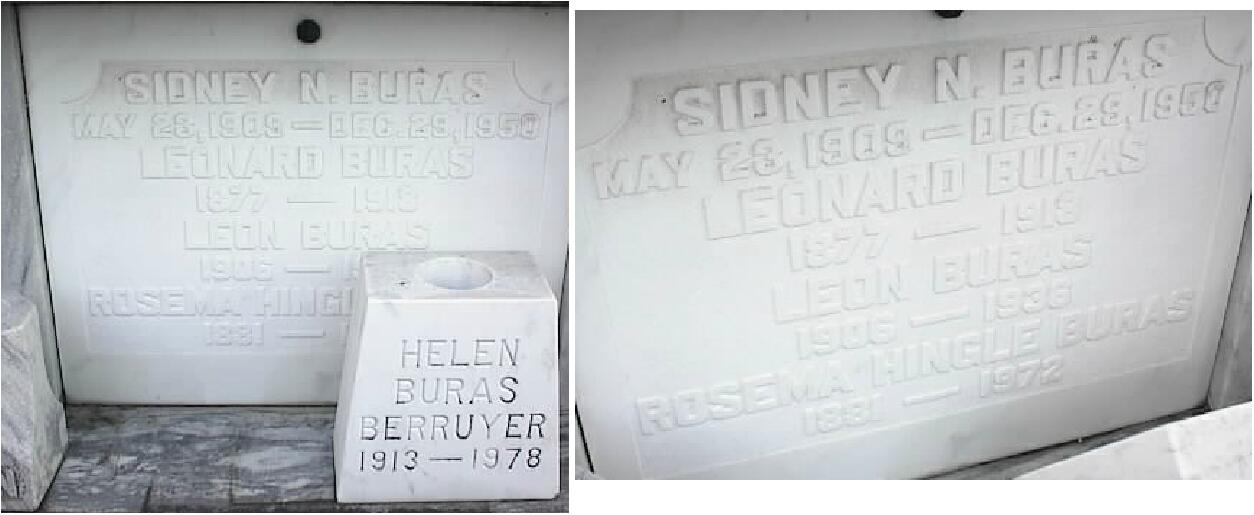 SIDNEY N. BURAS
MAY 23, 1909 — DEC. 29, 1950
LEONARD BURAS
1877 — 1913
LEON BURAS
1906 —
ROSEMA HINGL
1881 —
HELEN
BURAS
BERRUYER
1913 — 1978
SIDNEY N. BURAS
MAY 23, 1909 — DEC. 29, 1950
LEONARD BURAS
1877 — 1913
LEON BURAS
1906 — 1936
ROSEMA HINGLE BURAS
1881 — 1972